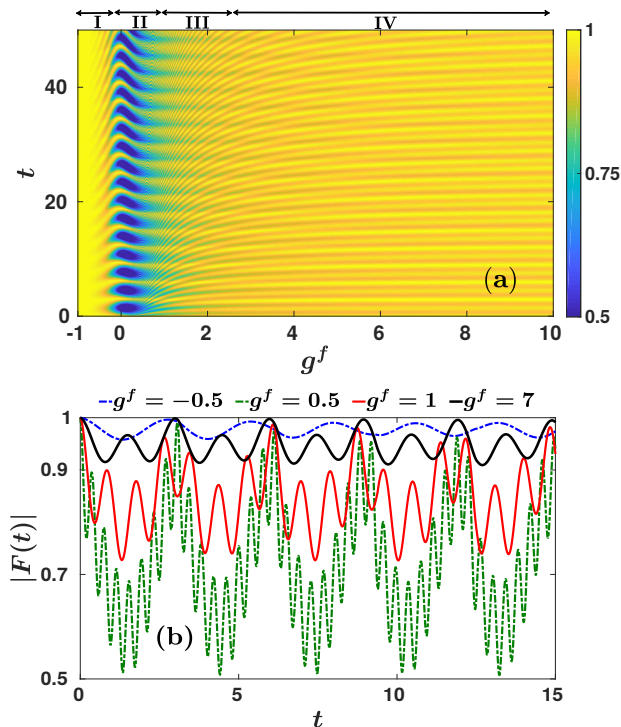 I II III IV
1
40
t
20
0
-1 0 2 4 6 8 10
g^f
(a)
0.75
0.5
g^f = −0.5 g^f = 0.5 g^f = 1 g^f = 7
1
0.9
0.7
0.5
|F(t)|
(b)
0 5 10 15
t